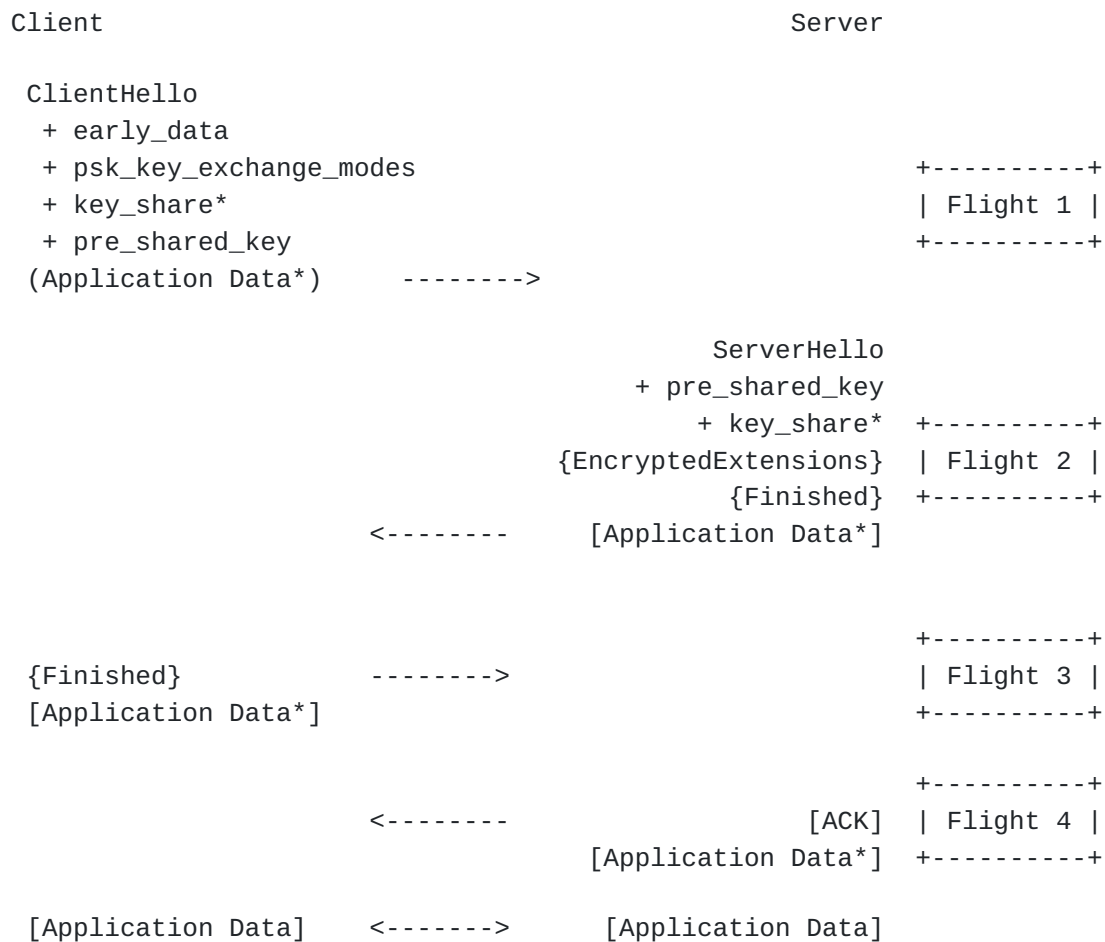 Client                                            Server

 ClientHello
  + early_data
  + psk_key_exchange_modes                                +----------+
  + key_share*                                            | Flight 1 |
  + pre_shared_key                                        +----------+
 (Application Data*)     -------->

                                             ServerHello
                                        + pre_shared_key
                                            + key_share*  +----------+
                                   {EncryptedExtensions}  | Flight 2 |
                                              {Finished}  +----------+
                       <--------     [Application Data*]


                                                          +----------+
 {Finished}            -------->                          | Flight 3 |
 [Application Data*]                                      +----------+

                                                          +----------+
                       <--------                   [ACK]  | Flight 4 |
                                     [Application Data*]  +----------+

 [Application Data]    <------->      [Application Data]